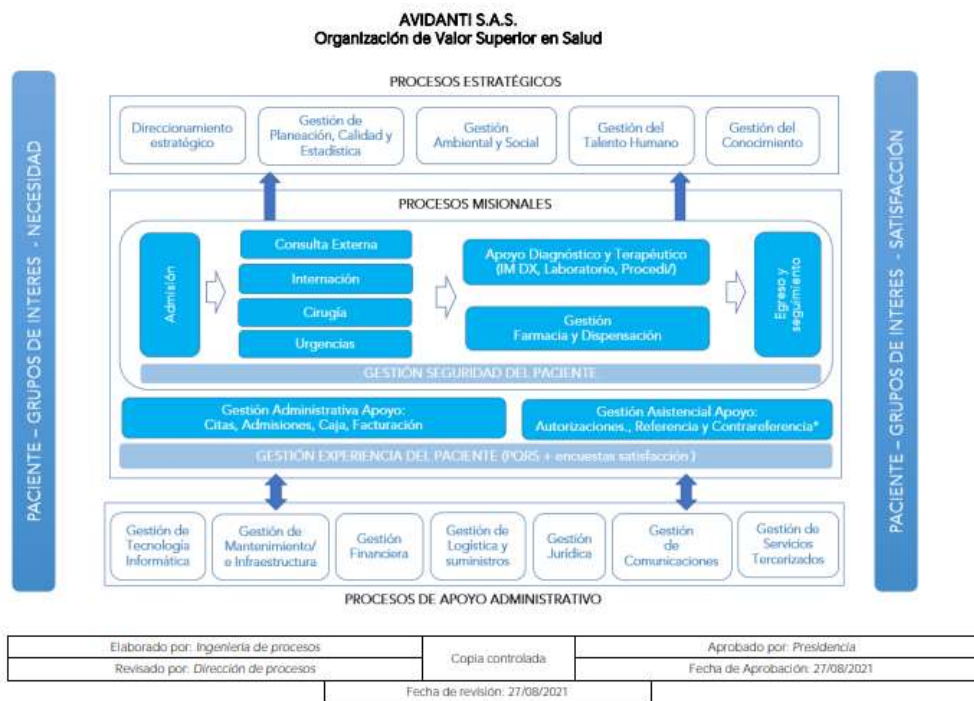 AVIDANTI S.A.S.
Organización de Valor Superior en Salud
PACIENTE – GRUPOS DE INTERES - NECESIDAD
PROCESOS ESTRATÉGICOS
Direccionamiento
estratégico
Gestión de
Planeación, Calidad y
Estadística
Gestión
Ambiental y Social
Gestión del
Talento Humano
Gestión del
Conocimiento
PROCESOS MISIONALES
Admisión
Consulta Externa
Internación
Cirugía
Urgencias
Apoyo Diagnóstico y Terapéutico
(IM DX, Laboratorio, Procedi/)
Gestión
Farmacia y Dispensación
Egreso y
seguimiento
GESTIÓN SEGURIDAD DEL PACIENTE
Gestión Administrativa Apoyo:
Citas, Admisiones, Caja, Facturación
Gestión Asistencial Apoyo:
Autorizaciones., Referencia y Contrareferencia*
GESTIÓN EXPERIENCIA DEL PACIENTE (PQRS + encuestas satisfacción )
Gestión de
Tecnología
Informática
Gestión de
Mantenimiento/
e Infraestructura
Gestión
Financiera
Gestión de
Logística y
suministros
Gestión
Jurídica
Gestión
de
Comunicaciones
Gestión de
Servicios
Tercerizados
PROCESOS DE APOYO ADMINISTRATIVO
PACIENTE – GRUPOS DE INTERES - SATISFACCIÓN
Elaborado por: Ingeniería de procesos
Copia controlada
Aprobado por: Presidencia
Revisado por: Dirección de procesos
Fecha de Aprobación: 27/08/2021
Fecha de revisión: 27/08/2021